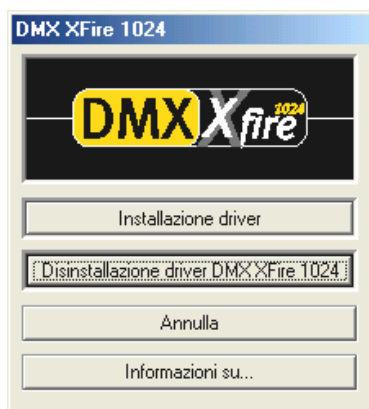 DMX XFire 1024
DMX Xfire 1024
Installazione driver
Disinstallazione driver DMX XFire 1024
Annulla
Informazioni su...